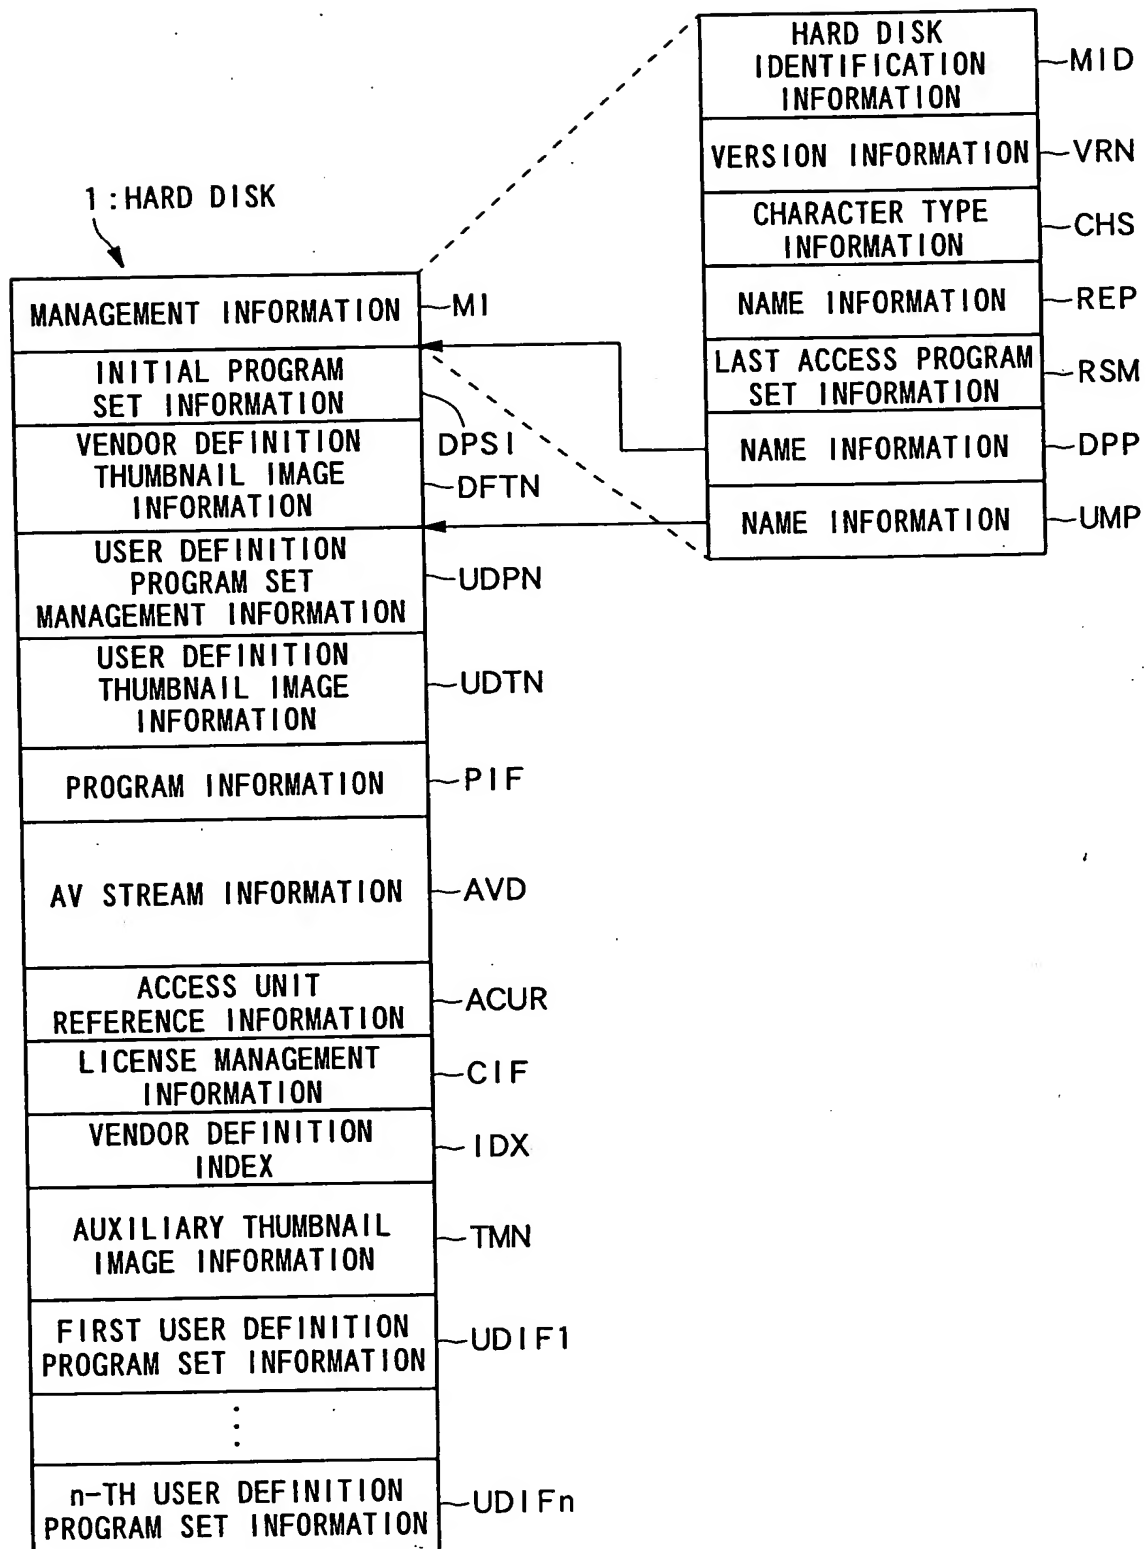 HARD DISK
IDENTIFICATION
INFORMATION
MID
VERSION INFORMATION
VRN
CHARACTER TYPE
INFORMATION
CHS
NAME INFORMATION
REP
LAST ACCESS PROGRAM
SET INFORMATION
RSM
NAME INFORMATION
DPP
NAME INFORMATION
UMP
1 : HARD DISK
MANAGEMENT INFORMATION
MI
INITIAL PROGRAM
SET INFORMATION
DPSI
VENDOR DEFINITION
THUMBNAIL IMAGE
INFORMATION
DFTN
USER DEFINITION
PROGRAM SET
MANAGEMENT INFORMATION
UDPN
USER DEFINITION
THUMBNAIL IMAGE
INFORMATION
UDTN
PROGRAM INFORMATION
PIF
AV STREAM INFORMATION
AVD
ACCESS UNIT
REFERENCE INFORMATION
ACUR
LICENSE MANAGEMENT
INFORMATION
CIF
VENDOR DEFINITION
INDEX
IDX
AUXILIARY THUMBNAIL
IMAGE INFORMATION
TMN
FIRST USER DEFINITION
PROGRAM SET INFORMATION
UDIF1
n-TH USER DEFINITION
PROGRAM SET INFORMATION
UDIFn